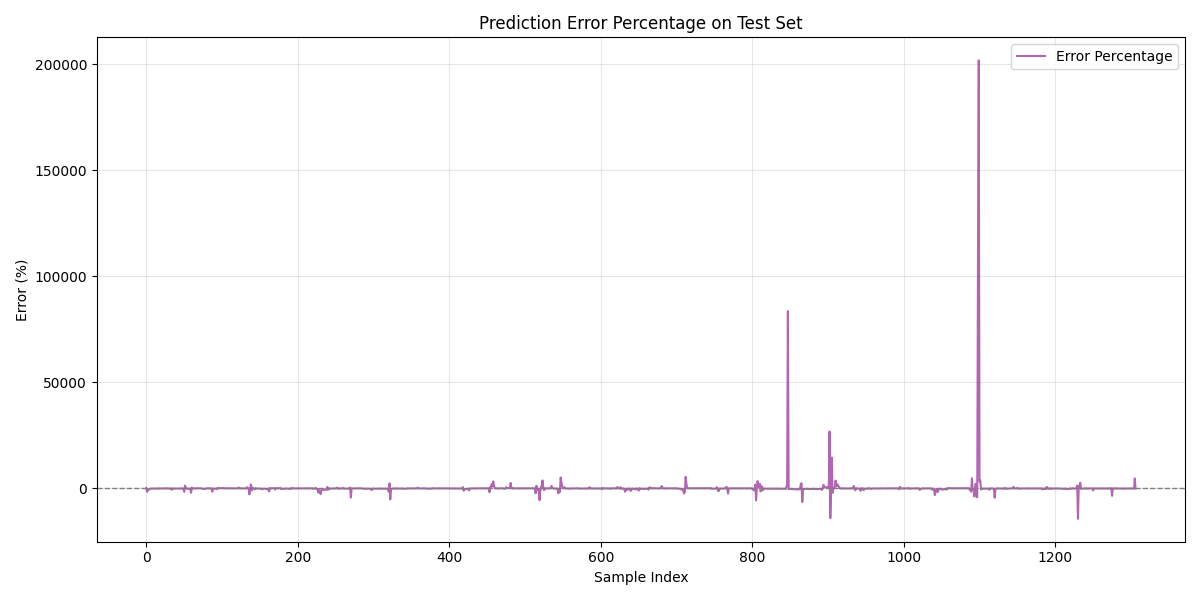 Prediction Error Percentage on Test Set
Error Percentage
200000
150000
100000
50000
0
Error (%)
0 200 400 600 800 1000 1200
Sample Index